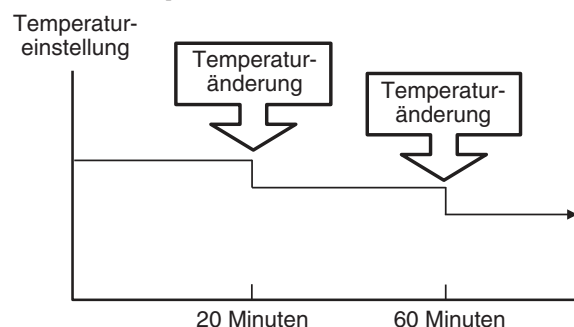 Temperatur-
einstellung
Temperatur-
änderung
Temperatur-
änderung
20 Minuten
60 Minuten